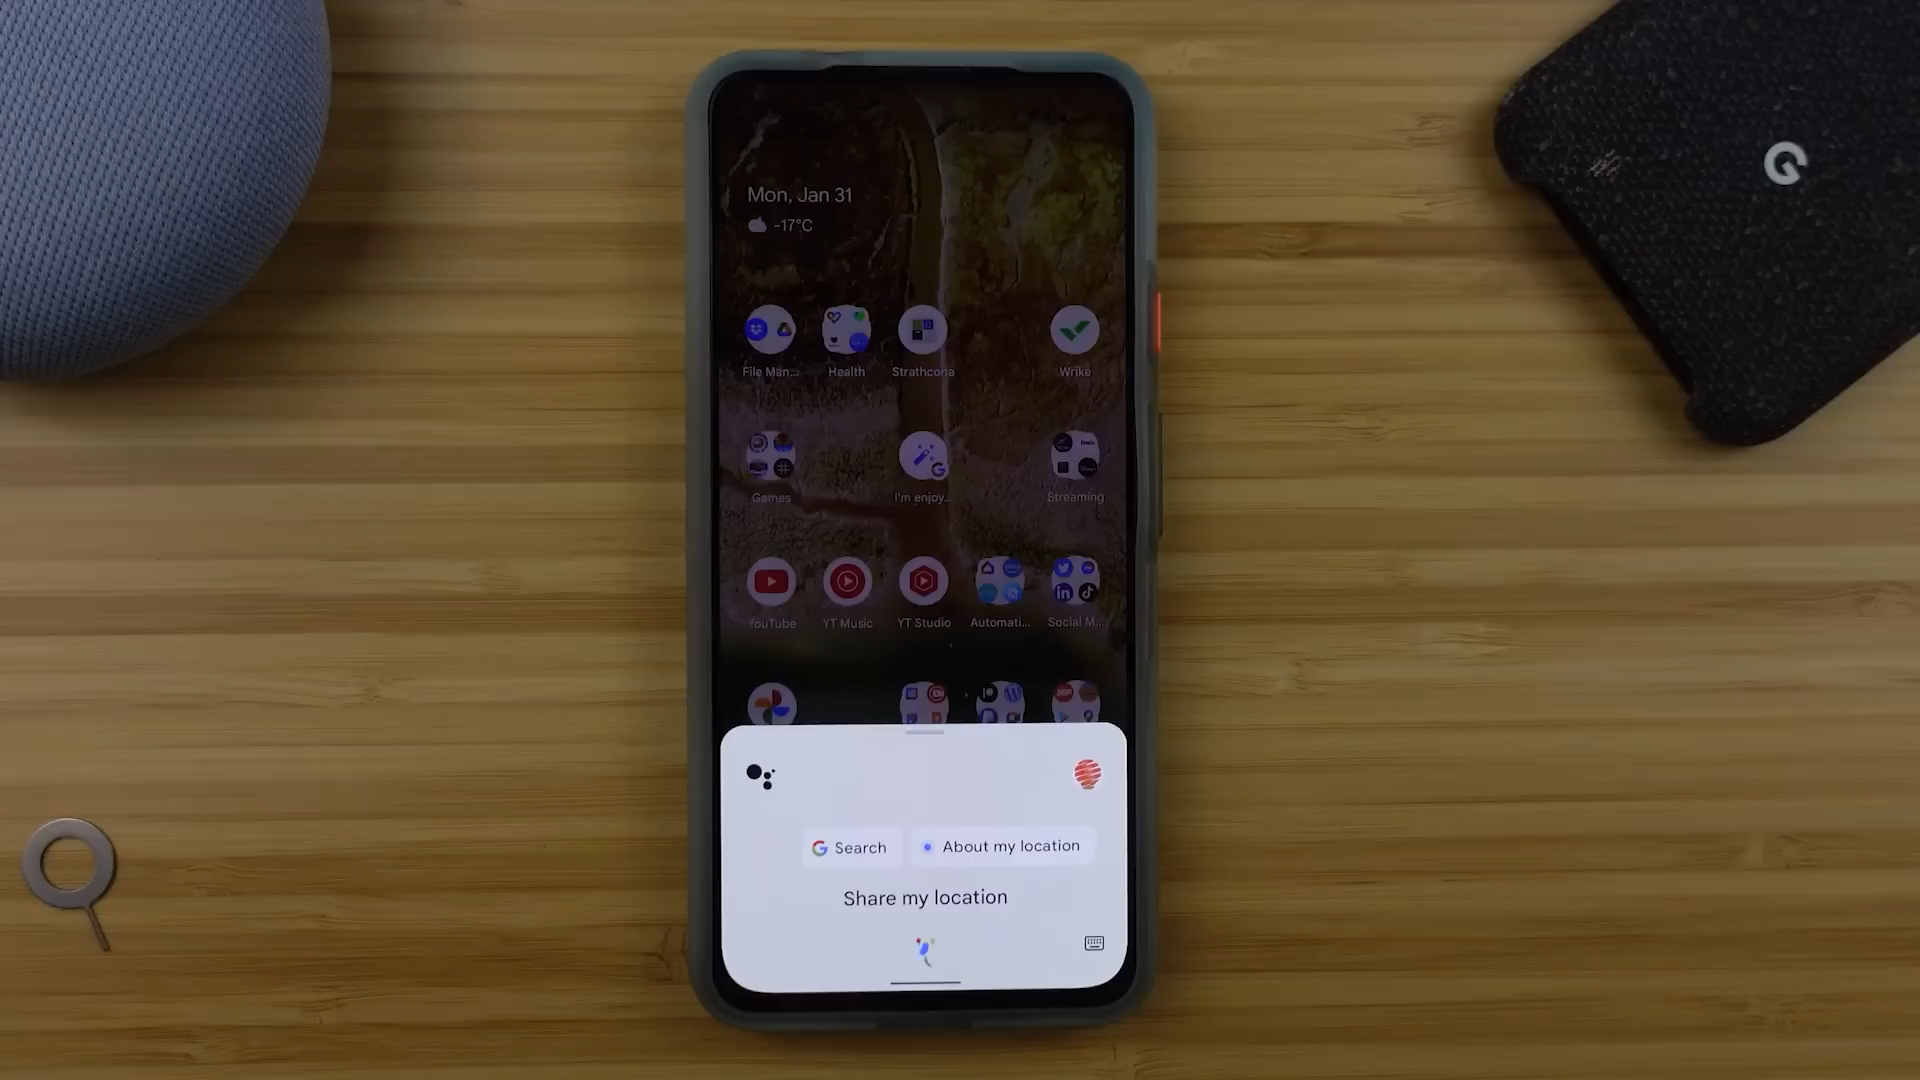 Mon, Jan 31
-17°C
File Man...
Health
Strathcona
Wrike
Games
I'm enjoy...
Streaming
YouTube
YT Music
YT Studio
Automati...
Social M...
Search
About my location
Share my location